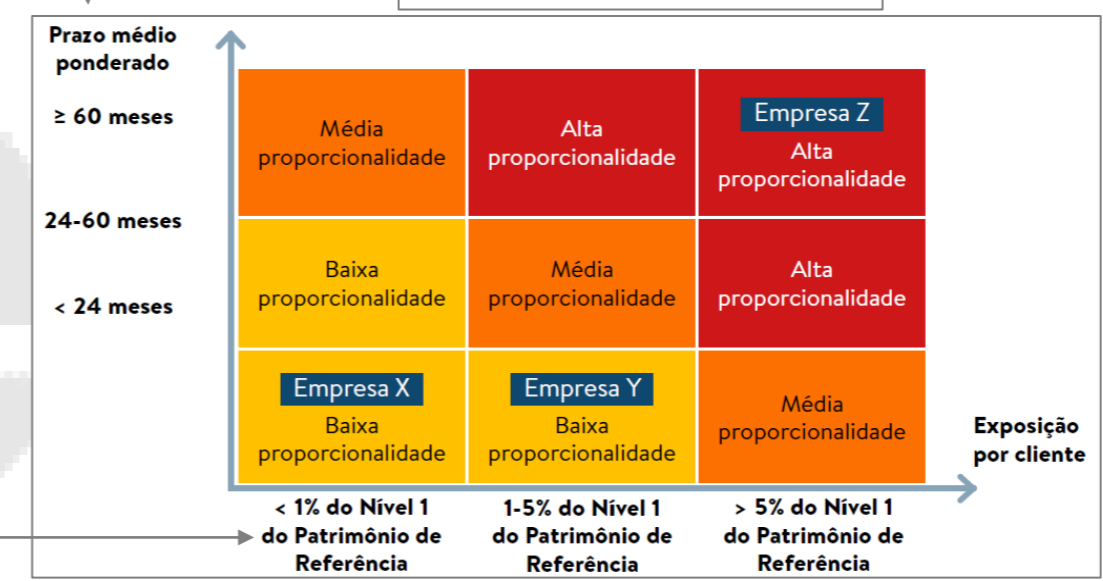 Prazo médio
ponderado
≥ 60 meses
Média
proporcionalidade
Alta
proporcionalidade
Empresa Z
Alta
proporcionalidade
24-60 meses
Baixa
proporcionalidade
Média
proporcionalidade
Alta
proporcionalidade
< 24 meses
Empresa X
Baixa
proporcionalidade
Empresa Y
Baixa
proporcionalidade
Média
proporcionalidade
Exposição
por cliente
< 1% do Nível 1
do Patrimônio de
Referência
1-5% do Nível 1
do Patrimônio de
Referência
> 5% do Nível 1
do Patrimônio de
Referência